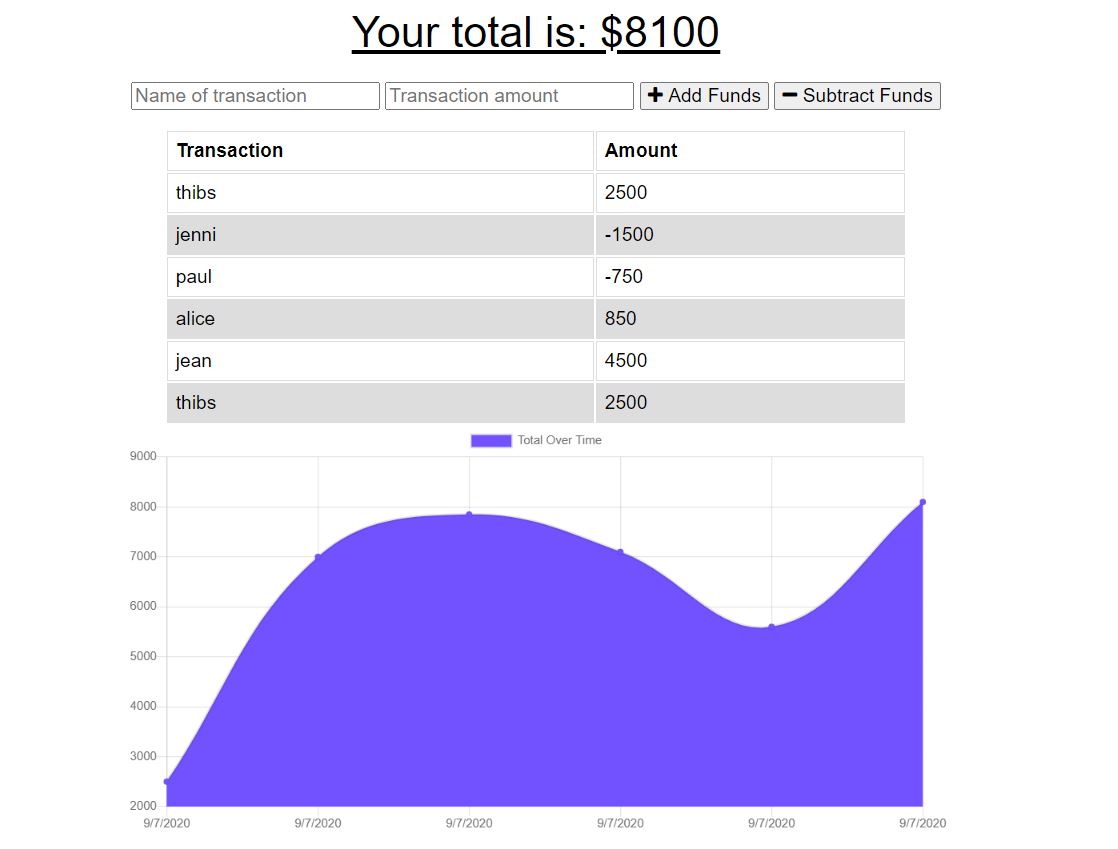 Your total is: $8100
Name of transaction Transaction amount + Add Funds − Subtract Funds
Transaction Amount
thibs 2500
jenni -1500
paul -750
alice 850
jean 4500
thibs 2500
Total Over Time
9000
8000
7000
6000
5000
4000
3000
2000
9/7/2020 9/7/2020 9/7/2020 9/7/2020 9/7/2020 9/7/2020